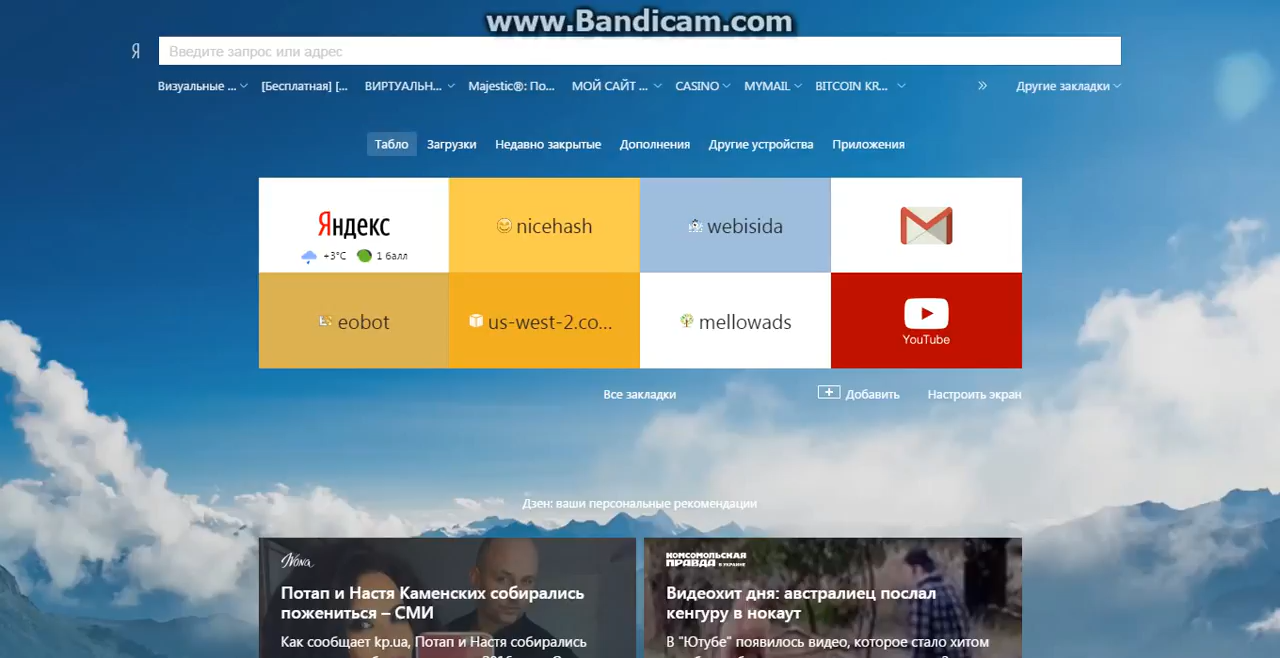 www.Bandicam.com
Я Введите запрос или адрес
Визуальные ... [Бесплатная] [... ВИРТУАЛЬН... Majestic®: По... МОЙ САЙТ ... CASINO MYMAIL BITCOIN KR... » Другие закладки
Табло Загрузки Недавно закрытые Дополнения Другие устройства Приложения
Яндекс nicehash webisida
+3°C 1 балл
eobot us-west-2.co... mellowads YouTube
Все закладки Добавить Настроить экран
Дзен: ваши персональные рекомендации
Ivona
Потап и Настя Каменских собирались
пожениться – СМИ
Как сообщает kp.ua, Потап и Настя собирались
КОМСОМОЛЬСКАЯ
ПРАВДА В УКРАИНЕ
Видеохит дня: австралиец послал
кенгуру в нокаут
В "Ютубе" появилось видео, которое стало хитом